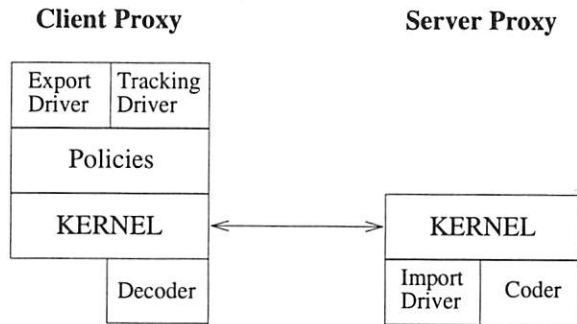 Client Proxy
Server Proxy
Export Driver
Tracking Driver
Policies
KERNEL
Decoder
KERNEL
Import Driver
Coder